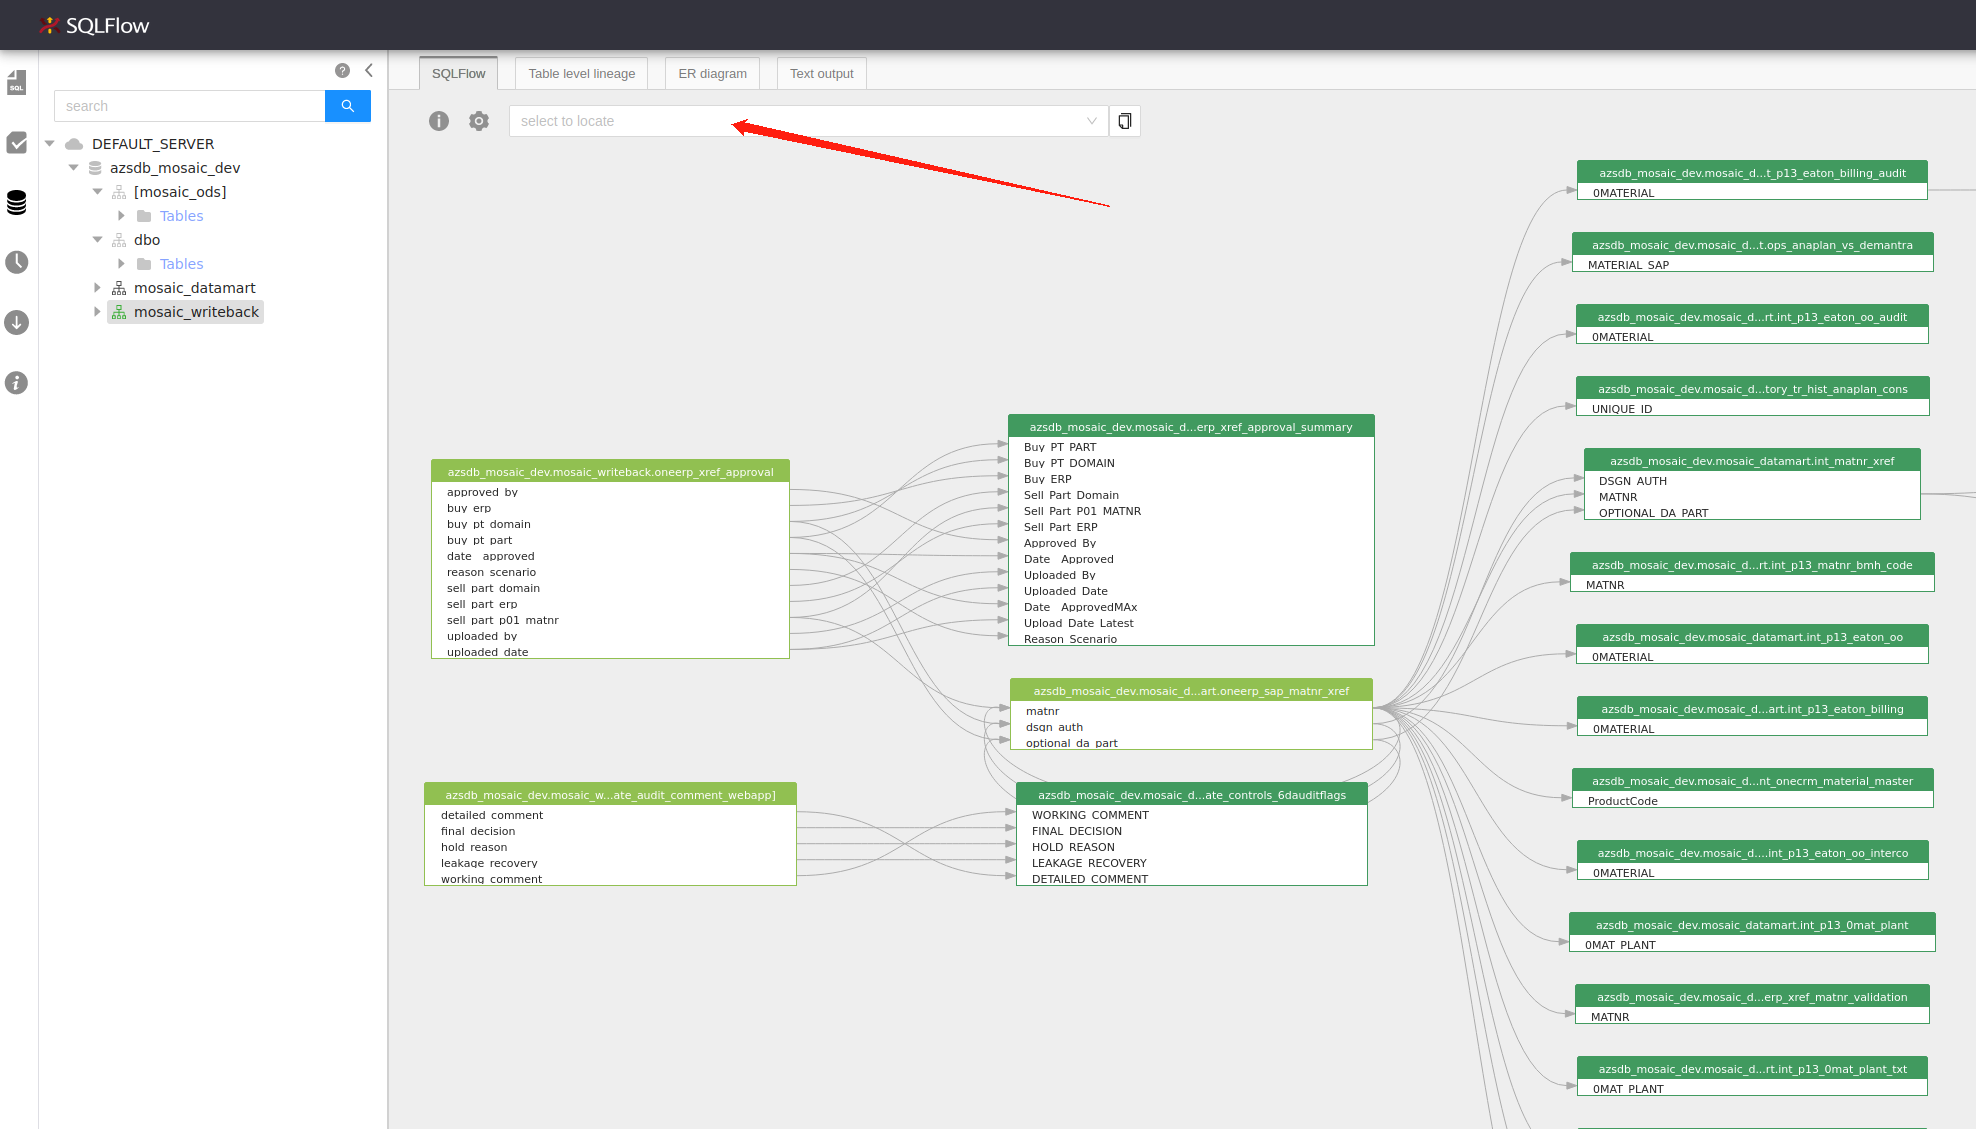 SQLFlow
SQL
search
DEFAULT_SERVER
azsdb_mosaic_dev
[mosaic_ods]
Tables
dbo
Tables
mosaic_datamart
mosaic_writeback
SQLFlow
Table level lineage
ER diagram
Text output
select to locate
azsdb_mosaic_dev.mosaic_writeback.oneerp_xref_approval
approved_by
buy_erp
buy_pt_domain
buy_pt_part
date__approved
reason_scenario
sell_part_domain
sell_part_erp
sell_part_p01_matnr
uploaded_by
uploaded_date
azsdb_mosaic_dev.mosaic_w...ate_audit_comment_webapp]
detailed_comment
final_decision
hold_reason
leakage_recovery
working_comment
azsdb_mosaic_dev.mosaic_d...erp_xref_approval_summary
Buy_PT_PART
Buy_PT_DOMAIN
Buy_ERP
Sell_Part_Domain
Sell_Part_P01_MATNR
Sell_Part_ERP
Approved_By
Date__Approved
Uploaded_By
Uploaded_Date
Date__ApprovedMAx
Upload_Date_Latest
Reason_Scenario
azsdb_mosaic_dev.mosaic_d...art.oneerp_sap_matnr_xref
matnr
dsgn_auth
optional_da_part
azsdb_mosaic_dev.mosaic_d...ate_controls_6dauditflags
WORKING_COMMENT
FINAL_DECISION
HOLD_REASON
LEAKAGE_RECOVERY
DETAILED_COMMENT
azsdb_mosaic_dev.mosaic_d...t_p13_eaton_billing_audit
0MATERIAL
azsdb_mosaic_dev.mosaic_d...t.ops_anaplan_vs_demantra
MATERIAL_SAP
azsdb_mosaic_dev.mosaic_d...rt.int_p13_eaton_oo_audit
0MATERIAL
azsdb_mosaic_dev.mosaic_d...tory_tr_hist_anaplan_cons
UNIQUE_ID
azsdb_mosaic_dev.mosaic_datamart.int_matnr_xref
DSGN_AUTH
MATNR
OPTIONAL_DA_PART
azsdb_mosaic_dev.mosaic_d...rt.int_p13_matnr_bmh_code
MATNR
azsdb_mosaic_dev.mosaic_datamart.int_p13_eaton_oo
0MATERIAL
azsdb_mosaic_dev.mosaic_d...art.int_p13_eaton_billing
0MATERIAL
azsdb_mosaic_dev.mosaic_d...nt_onecrm_material_master
ProductCode
azsdb_mosaic_dev.mosaic_d....int_p13_eaton_oo_interco
0MATERIAL
azsdb_mosaic_dev.mosaic_datamart.int_p13_0mat_plant
0MAT_PLANT
azsdb_mosaic_dev.mosaic_d...erp_xref_matnr_validation
MATNR
azsdb_mosaic_dev.mosaic_d...rt.int_p13_0mat_plant_txt
0MAT_PLANT